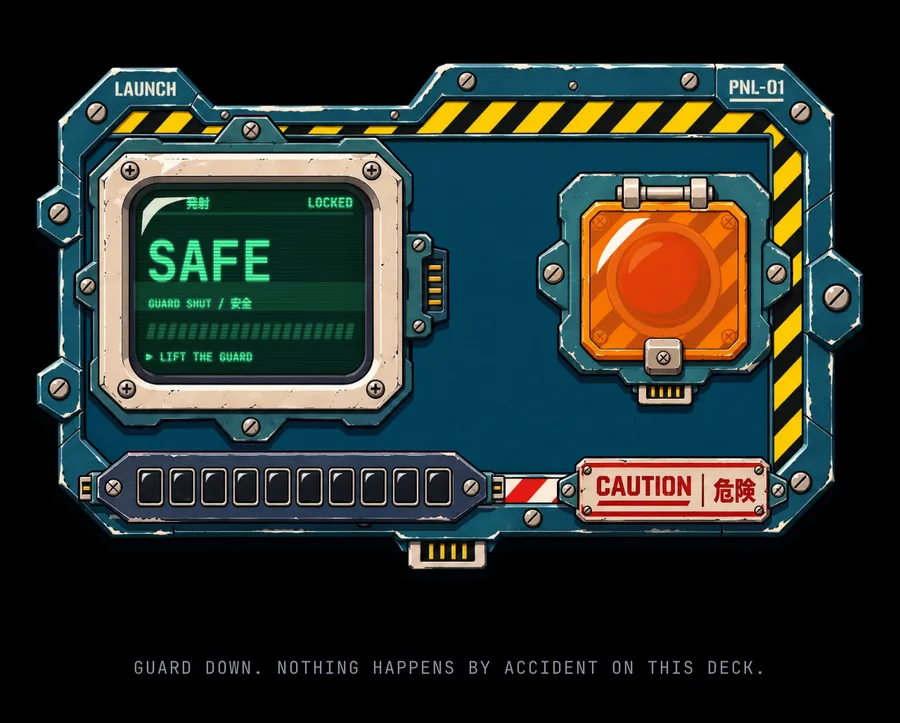 LAUNCH
PNL-01
発射 LOCKED
SAFE
GUARD SHUT / 安全
▶ LIFT THE GUARD
CAUTION | 危険
GUARD DOWN. NOTHING HAPPENS BY ACCIDENT ON THIS DECK.